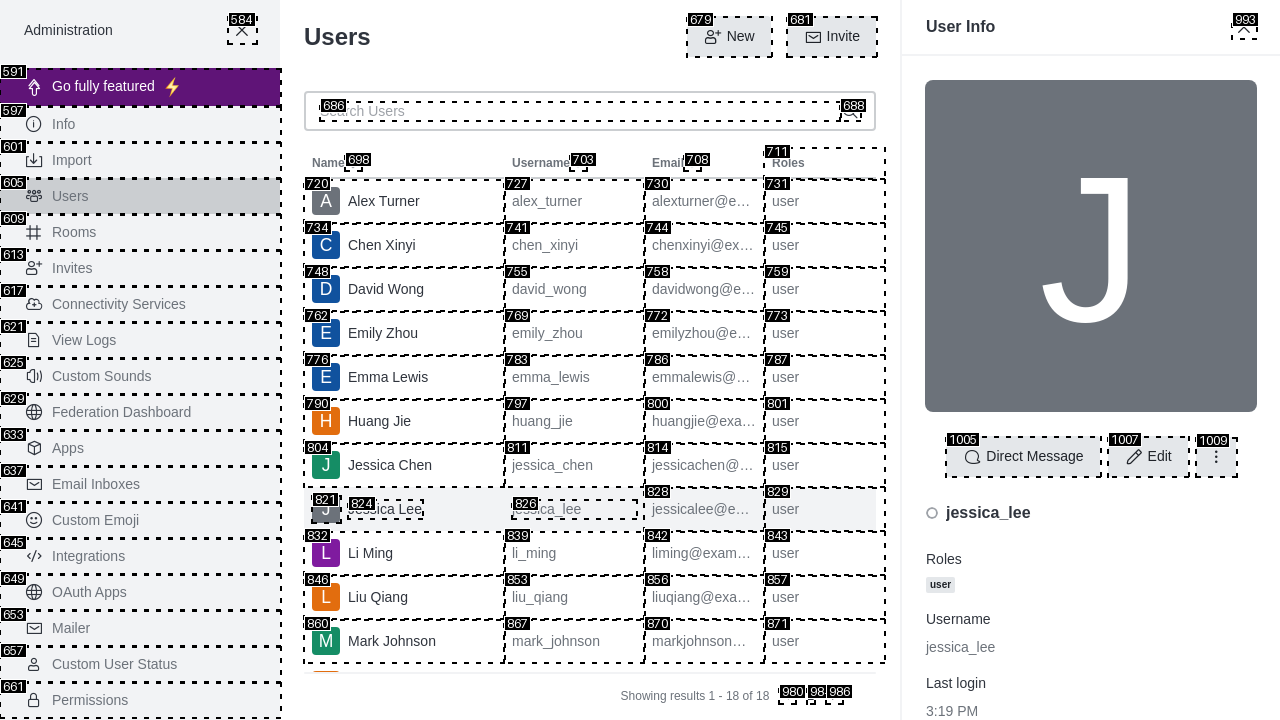 Administration
584
591
Go fully featured ⚡
597
Info
601
Import
605
Users
609
Rooms
613
Invites
617
Connectivity Services
621
View Logs
625
Custom Sounds
629
Federation Dashboard
633
Apps
637
Email Inboxes
641
Custom Emoji
645
Integrations
649
OAuth Apps
653
Mailer
657
Custom User Status
661
Permissions
Users
679
New
681
Invite
686
Search Users
688
Name 698 Username 703 Email 708 711 Roles
720 727 730 731
A Alex Turner alex_turner alexturner@e… user
734 741 744 745
C Chen Xinyi chen_xinyi chenxinyi@ex… user
748 755 758 759
D David Wong david_wong davidwong@e… user
762 769 772 773
E Emily Zhou emily_zhou emilyzhou@e… user
776 783 786 787
E Emma Lewis emma_lewis emmalewis@… user
790 797 800 801
H Huang Jie huang_jie huangjie@exa… user
804 811 814 815
J Jessica Chen jessica_chen jessicachen@… user
821 824 826 828 829
J Jessica Lee jessica_lee jessicalee@e… user
832 839 842 843
L Li Ming li_ming liming@exam… user
846 853 856 857
L Liu Qiang liu_qiang liuqiang@exa… user
860 867 870 871
M Mark Johnson mark_johnson markjohnson… user
Showing results 1 - 18 of 18 980 986
User Info
993
J
1005
Direct Message
1007
Edit
1009
jessica_lee
Roles
user
Username
jessica_lee
Last login
3:19 PM